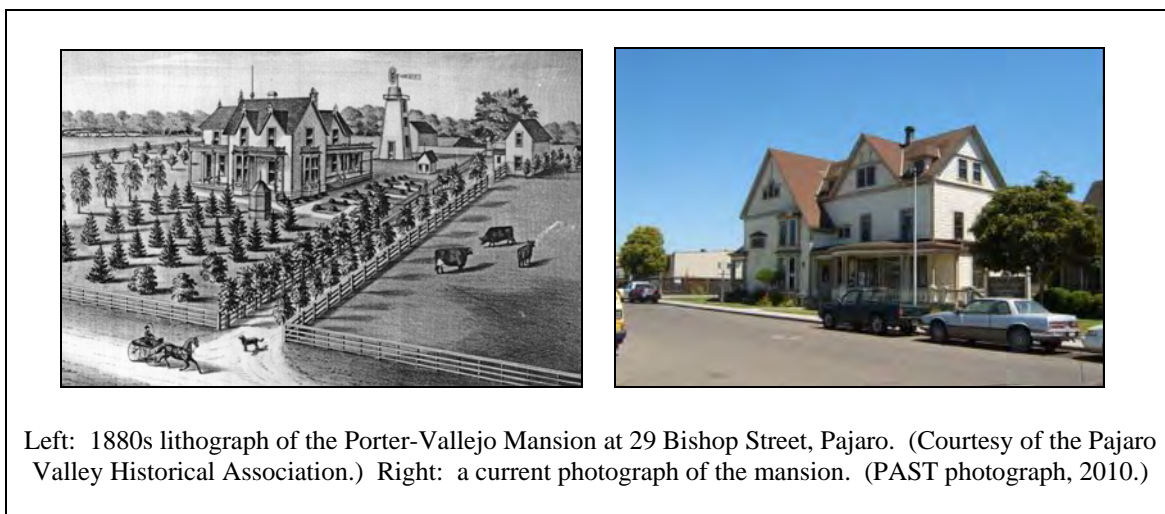 Left:  1880s lithograph of the Porter-Vallejo Mansion at 29 Bishop Street, Pajaro.  (Courtesy of the Pajaro
Valley Historical Association.)  Right:  a current photograph of the mansion.  (PAST photograph, 2010.)